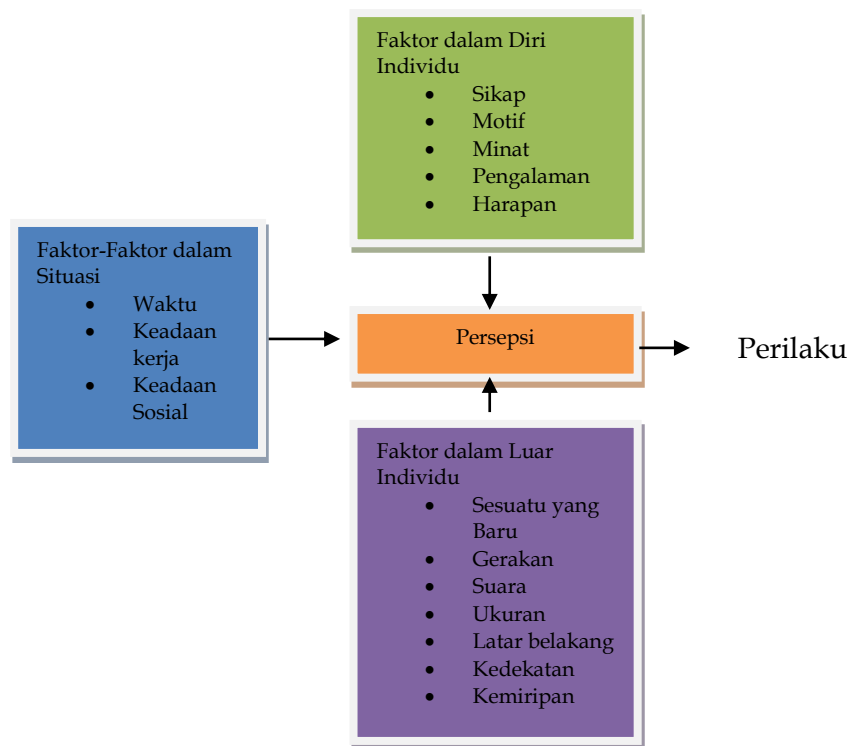 Faktor dalam Diri
Individu
• Sikap
• Motif
• Minat
• Pengalaman
• Harapan
Faktor-Faktor dalam
Situasi
• Waktu
• Keadaan
kerja
• Keadaan
Sosial
Persepsi
Perilaku
Faktor dalam Luar
Individu
• Sesuatu yang
Baru
• Gerakan
• Suara
• Ukuran
• Latar belakang
• Kedekatan
• Kemiripan